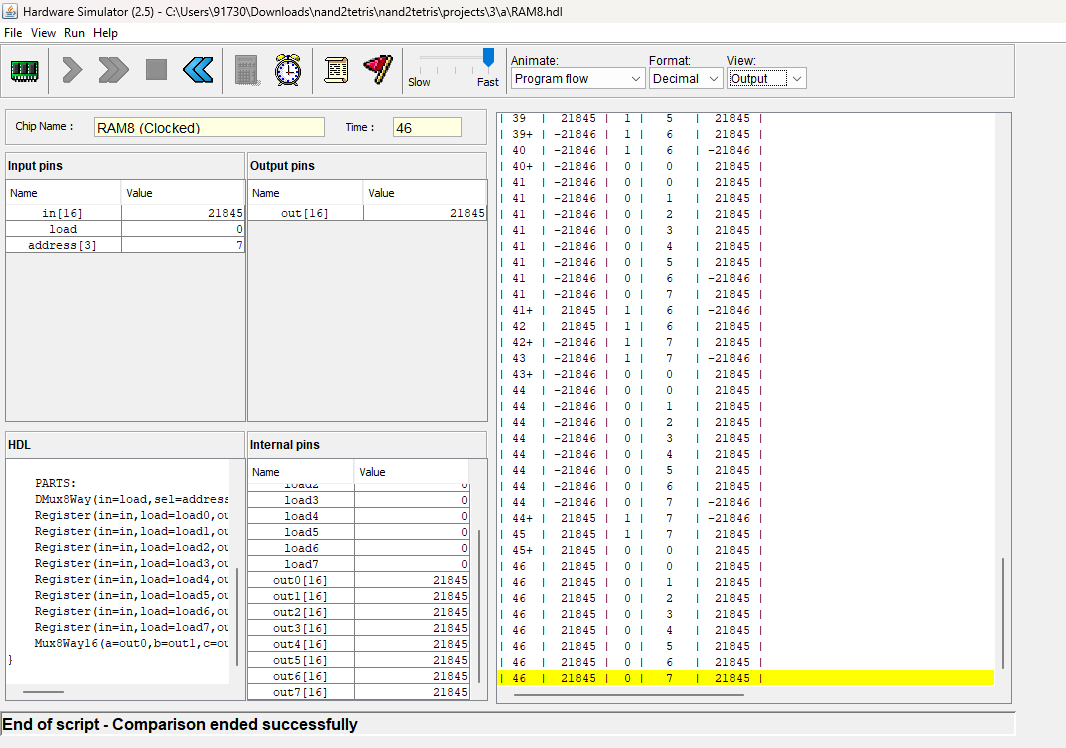 Hardware Simulator (2.5) - C:\Users\91730\Downloads\nand2tetris\nand2tetris\projects\3\a\RAM8.hdl
File View Run Help
Slow Fast
Animate: Format: View:
Program flow Decimal Output
Chip Name : RAM8 (Clocked) Time : 46
Input pins
Name Value
in[16] 21845
load 0
address[3] 7
Output pins
Name Value
out[16] 21845
HDL
PARTS:
DMux8Way(in=load,sel=address
Register(in=in,load=load0,ou
Register(in=in,load=load1,ou
Register(in=in,load=load2,ou
Register(in=in,load=load3,ou
Register(in=in,load=load4,ou
Register(in=in,load=load5,ou
Register(in=in,load=load6,ou
Register(in=in,load=load7,ou
Mux8Way16(a=out0,b=out1,c=ou
}
Internal pins
Name Value
load2 0
load3 0
load4 0
load5 0
load6 0
load7 0
out0[16] 21845
out1[16] 21845
out2[16] 21845
out3[16] 21845
out4[16] 21845
out5[16] 21845
out6[16] 21845
out7[16] 21845
| 39 | 21845 | 1 | 5 | 21845 |
| 39+ | -21846 | 1 | 6 | 21845 |
| 40 | -21846 | 1 | 6 | -21846 |
| 40+ | -21846 | 0 | 0 | 21845 |
| 41 | -21846 | 0 | 0 | 21845 |
| 41 | -21846 | 0 | 1 | 21845 |
| 41 | -21846 | 0 | 2 | 21845 |
| 41 | -21846 | 0 | 3 | 21845 |
| 41 | -21846 | 0 | 4 | 21845 |
| 41 | -21846 | 0 | 5 | 21845 |
| 41 | -21846 | 0 | 6 | -21846 |
| 41 | -21846 | 0 | 7 | 21845 |
| 41+ | 21845 | 1 | 6 | -21846 |
| 42 | 21845 | 1 | 6 | 21845 |
| 42+ | -21846 | 1 | 7 | 21845 |
| 43 | -21846 | 1 | 7 | -21846 |
| 43+ | -21846 | 0 | 0 | 21845 |
| 44 | -21846 | 0 | 0 | 21845 |
| 44 | -21846 | 0 | 1 | 21845 |
| 44 | -21846 | 0 | 2 | 21845 |
| 44 | -21846 | 0 | 3 | 21845 |
| 44 | -21846 | 0 | 4 | 21845 |
| 44 | -21846 | 0 | 5 | 21845 |
| 44 | -21846 | 0 | 6 | 21845 |
| 44 | -21846 | 0 | 7 | -21846 |
| 44+ | 21845 | 1 | 7 | -21846 |
| 45 | 21845 | 1 | 7 | 21845 |
| 45+ | 21845 | 0 | 0 | 21845 |
| 46 | 21845 | 0 | 0 | 21845 |
| 46 | 21845 | 0 | 1 | 21845 |
| 46 | 21845 | 0 | 2 | 21845 |
| 46 | 21845 | 0 | 3 | 21845 |
| 46 | 21845 | 0 | 4 | 21845 |
| 46 | 21845 | 0 | 5 | 21845 |
| 46 | 21845 | 0 | 6 | 21845 |
| 46 | 21845 | 0 | 7 | 21845 |
End of script - Comparison ended successfully